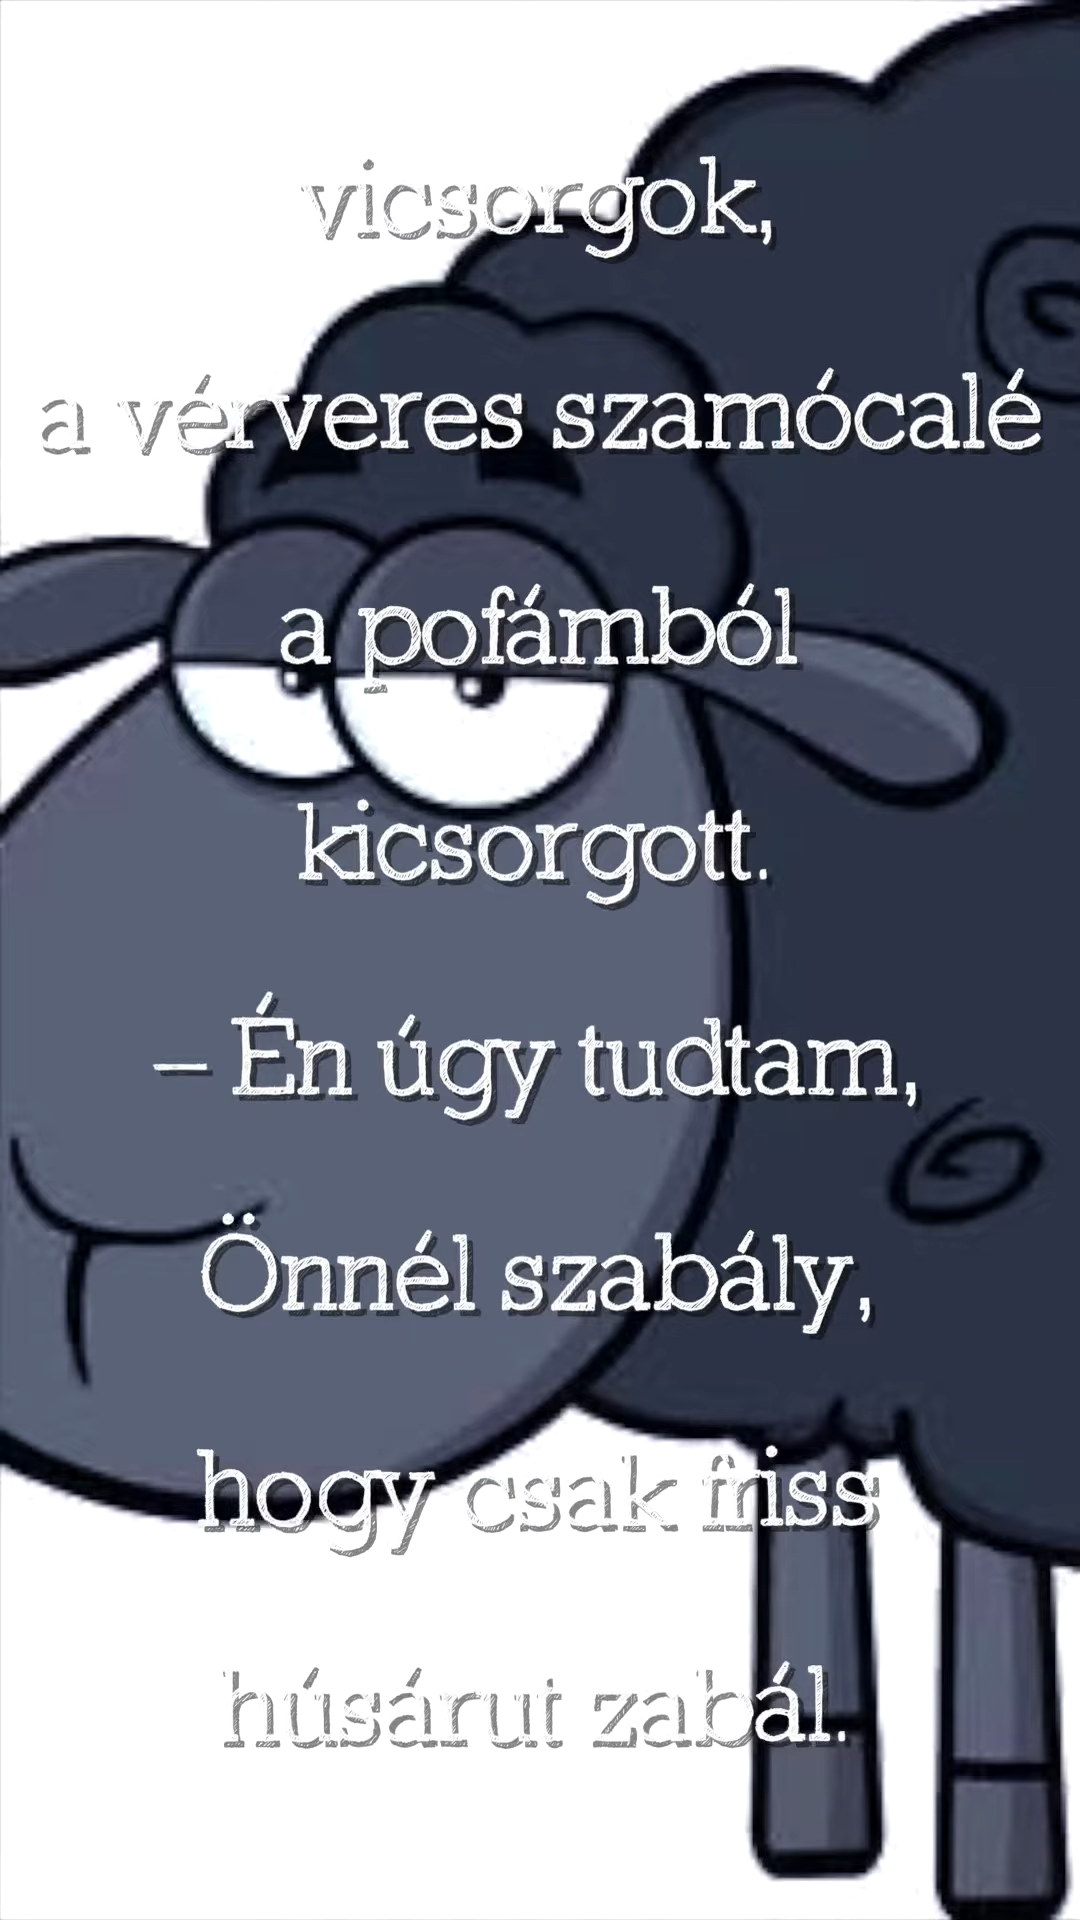 vicsorgok,
a vérveres szamócalé
a pofámból
kicsorgott.
– Én úgy tudtam,
Önnél szabály,
hogy csak friss
húsárut zabál.